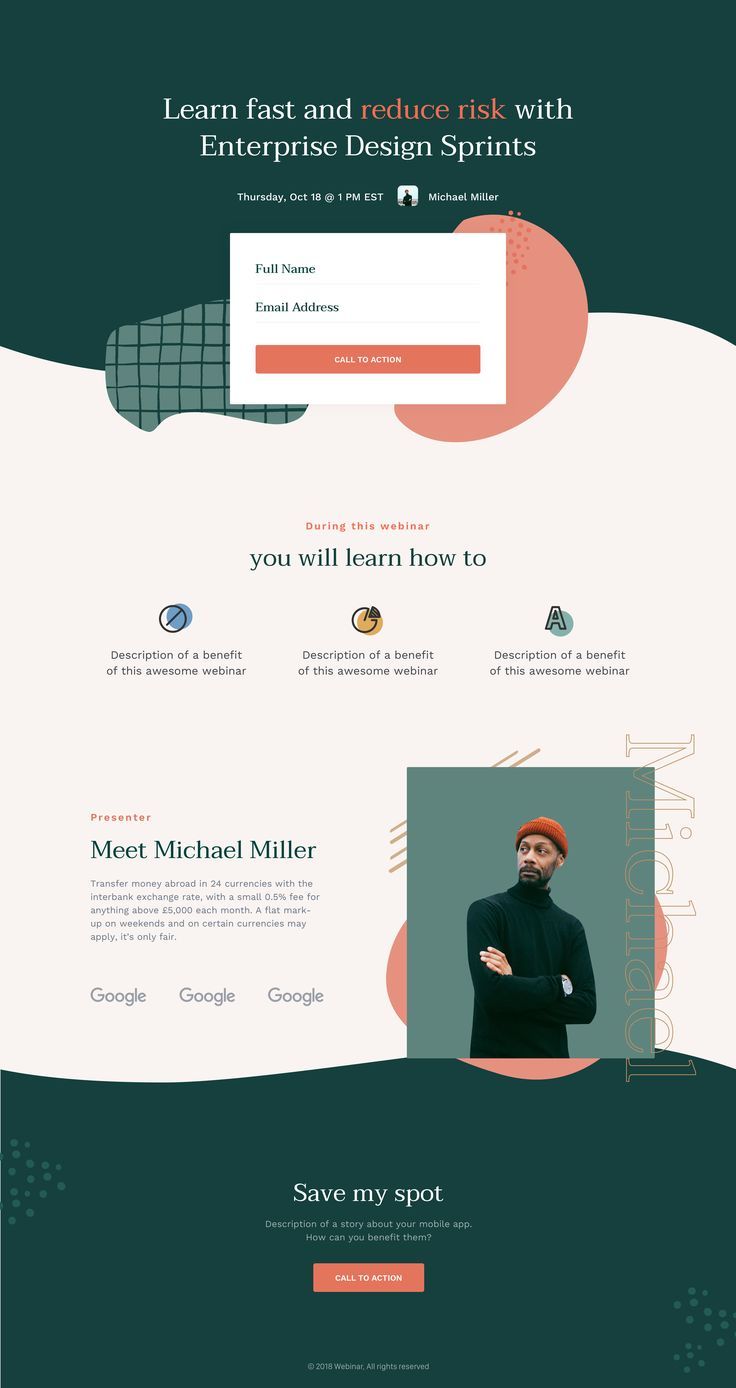 Learn fast and reduce risk with
Enterprise Design Sprints
Thursday, Oct 18 @ 1 PM EST Michael Miller
Full Name
Email Address
CALL TO ACTION
During this webinar
you will learn how to
A
Description of a benefit
of this awesome webinar
Description of a benefit
of this awesome webinar
Description of a benefit
of this awesome webinar
Presenter
Meet Michael Miller
Transfer money abroad in 24 currencies with the
interbank exchange rate, with a small 0.5% fee for
anything above £5,000 each month. A flat mark-
up on weekends and on certain currencies may
apply, it's only fair.
Google Google Google
Michael
Save my spot
Description of a story about your mobile app.
How can you benefit them?
CALL TO ACTION
© 2018 Webinar, All rights reserved